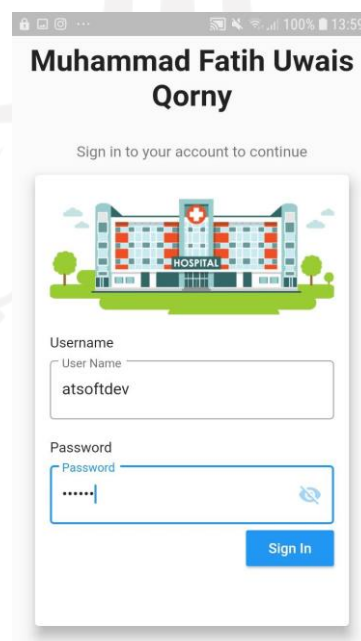 100% 13:59
Muhammad Fatih Uwais
Qorny
Sign in to your account to continue
HOSPITAL
Username
User Name
atsoftdev
Password
Password
••••••
Sign In